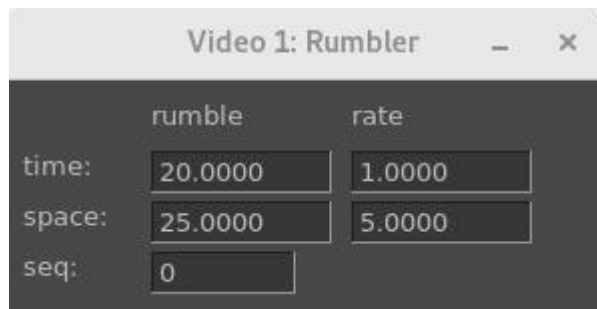 Video 1: Rumbler
rumble rate
time: 20.0000 1.0000
space: 25.0000 5.0000
seq: 0